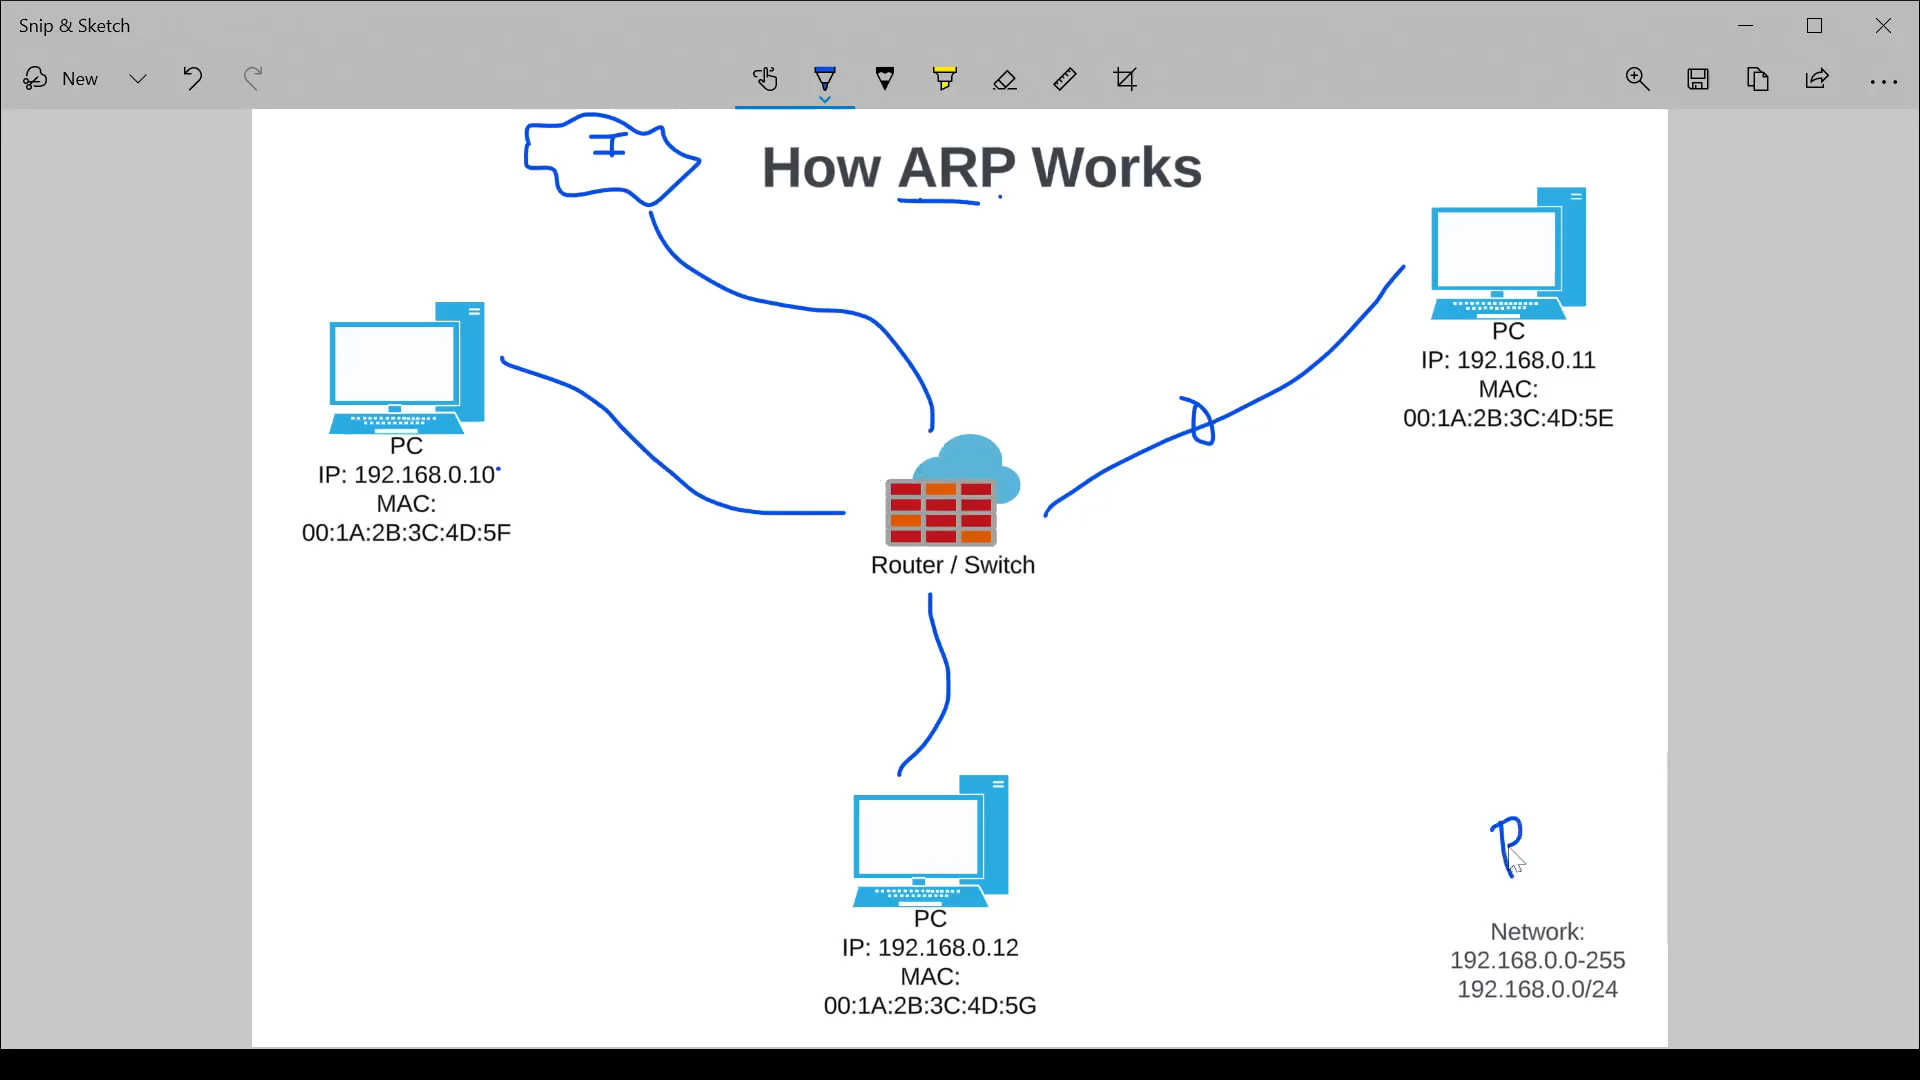 Snip & Sketch
New
I
How ARP Works
PC
IP: 192.168.0.11
MAC:
00:1A:2B:3C:4D:5E
PC
IP: 192.168.0.10
MAC:
00:1A:2B:3C:4D:5F
Router / Switch
PC
IP: 192.168.0.12
MAC:
00:1A:2B:3C:4D:5G
P
Network:
192.168.0.0-255
192.168.0.0/24